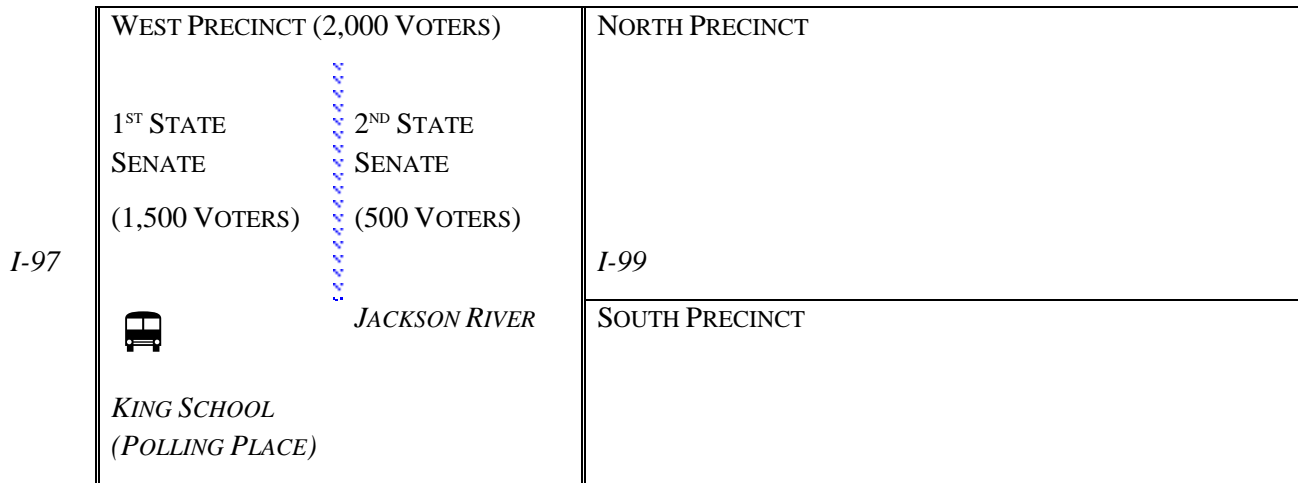 WEST PRECINCT (2,000 VOTERS)
NORTH PRECINCT
1ST STATE
SENATE
(1,500 VOTERS)
2ND STATE
SENATE
(500 VOTERS)
I-97
I-99
JACKSON RIVER
SOUTH PRECINCT
KING SCHOOL
(POLLING PLACE)